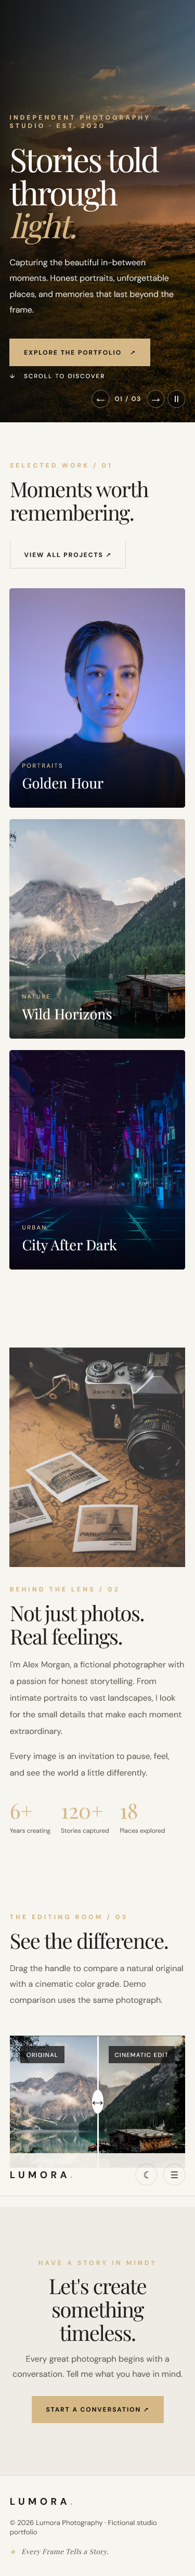 INDEPENDENT PHOTOGRAPHY
STUDIO · EST. 2020
Stories told
through
light.
Capturing the beautiful in-between
moments. Honest portraits, unforgettable
places, and memories that last beyond the
frame.
EXPLORE THE PORTFOLIO ↗
↓ SCROLL TO DISCOVER
← 01 / 03 →
SELECTED WORK / 01
Moments worth
remembering.
VIEW ALL PROJECTS ↗
PORTRAITS
Golden Hour
NATURE
Wild Horizons
URBAN
City After Dark
BEHIND THE LENS / 02
Not just photos.
Real feelings.
I'm Alex Morgan, a fictional photographer with
a passion for honest storytelling. From
intimate portraits to vast landscapes, I look
for the small details that make each moment
extraordinary.
Every image is an invitation to pause, feel,
and see the world a little differently.
6+ 120+ 18
Years creating Stories captured Places explored
THE EDITING ROOM / 03
See the difference.
Drag the handle to compare a natural original
with a cinematic color grade. Demo
comparison uses the same photograph.
ORIGINAL CINEMATIC EDIT
LUMORA.
HAVE A STORY IN MIND?
Let's create
something
timeless.
Every great photograph begins with a
conversation. Tell me what you have in mind.
START A CONVERSATION ↗
LUMORA.
© 2026 Lumora Photography · Fictional studio
portfolio
Every Frame Tells a Story.